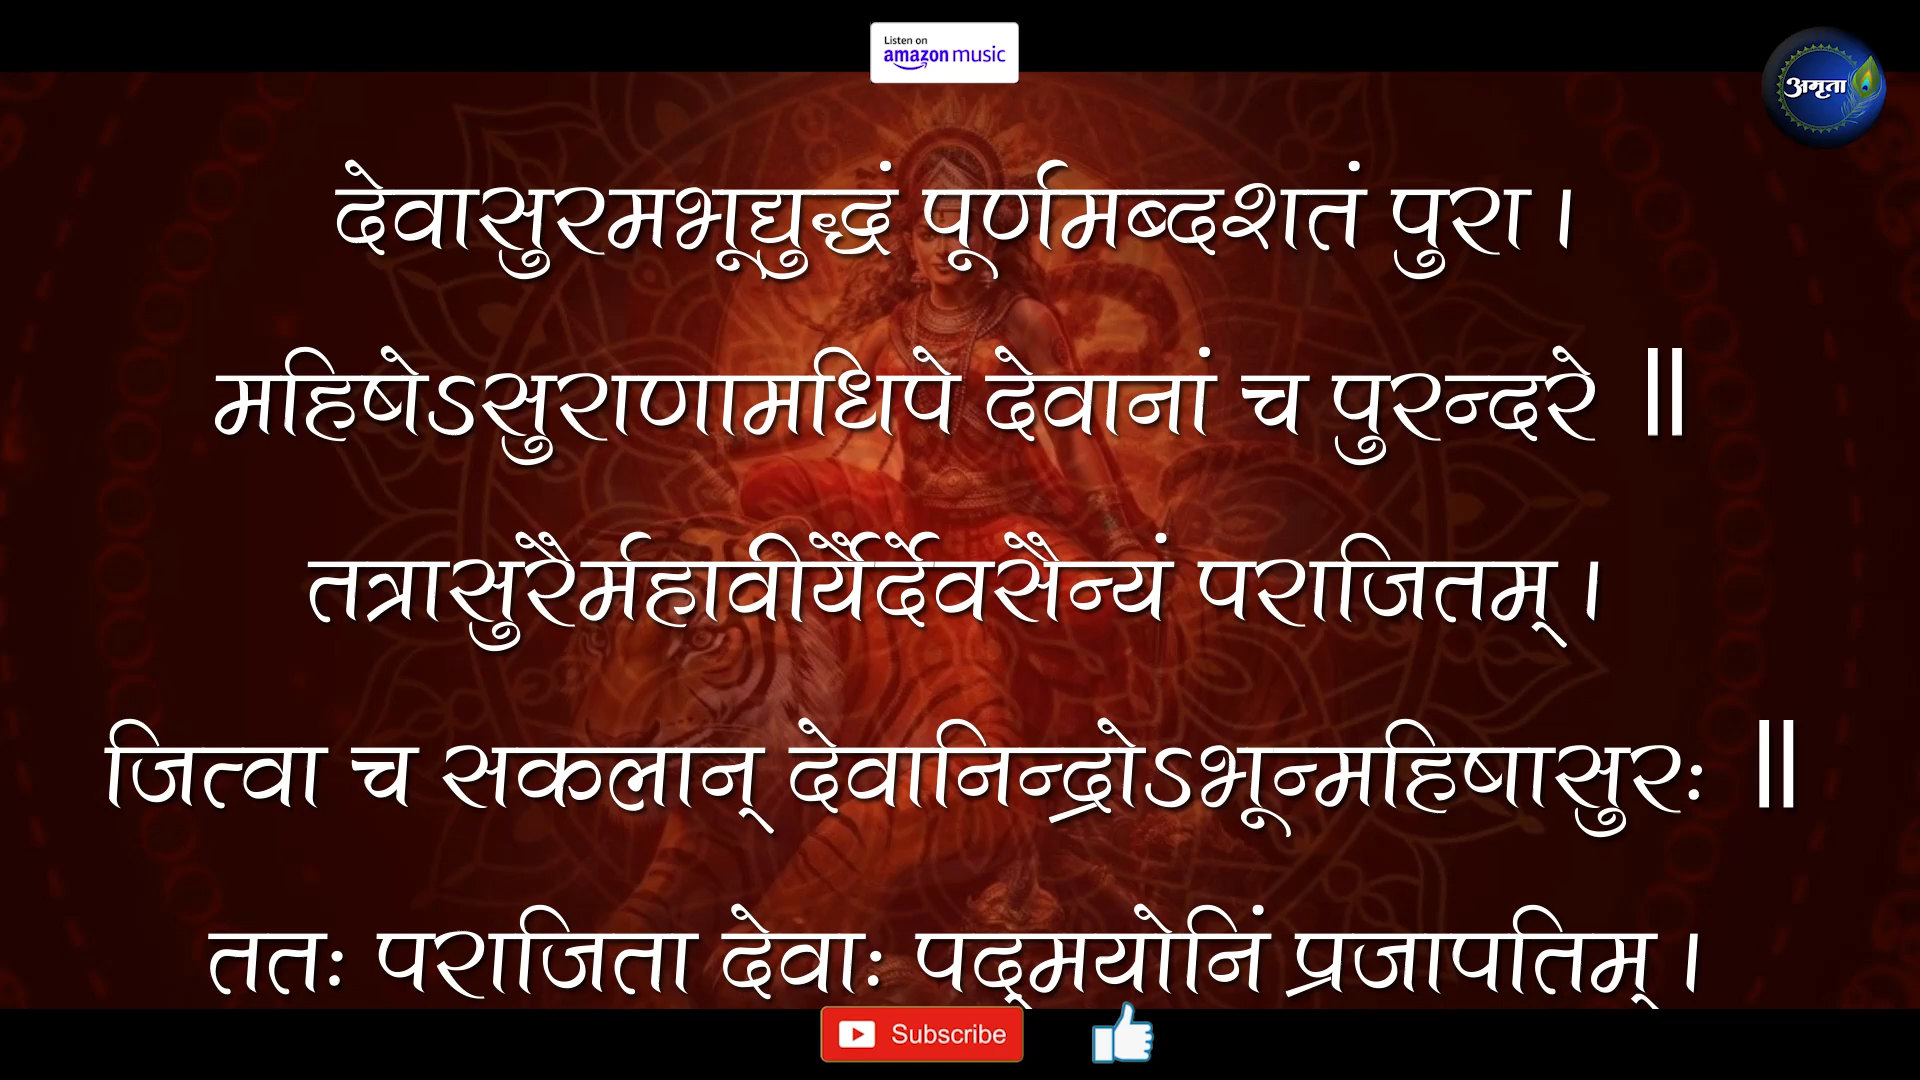 Listen on
amazon music
अमृता
देवासुरमभूद्युद्धं पूर्णमब्दशतं पुरा ।
महिषेऽसुराणामधिपे देवानां च पुरन्दरे ॥
तत्रासुरैर्महावीर्यैर्देवसैन्यं पराजितम् ।
जित्वा च सकलान् देवानिन्द्रोऽभून्महिषासुरः ॥
ततः पराजिता देवाः पद्‌मयोनिं प्रजापतिम् ।
Subscribe